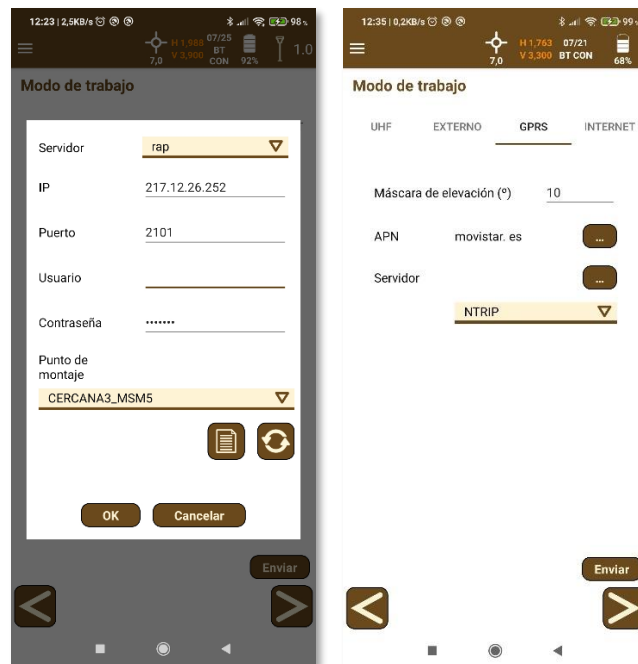 12:23 | 2,5KB/s
98%
7,0
H 1,988
V 3,900
07/25
BT
CON
92%
1.0
Modo de trabajo
Servidor rap
IP 217.12.26.252
Puerto 2101
Usuario
Contraseña •••••••
Punto de
montaje
CERCANA3_MSM5
OK Cancelar
Enviar
12:35 | 0,2KB/s
99
7,0
H 1,763
V 3,300
07/21
BT CON
68%
Modo de trabajo
UHF EXTERNO GPRS INTERNET
Máscara de elevación (º) 10
APN movistar. es ...
Servidor ...
NTRIP
Enviar